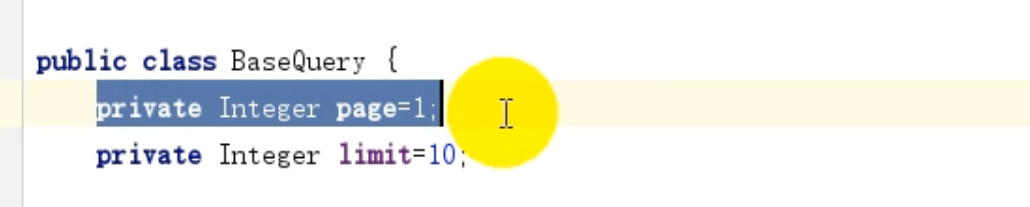 public class BaseQuery {
private Integer page=1;
private Integer limit=10;